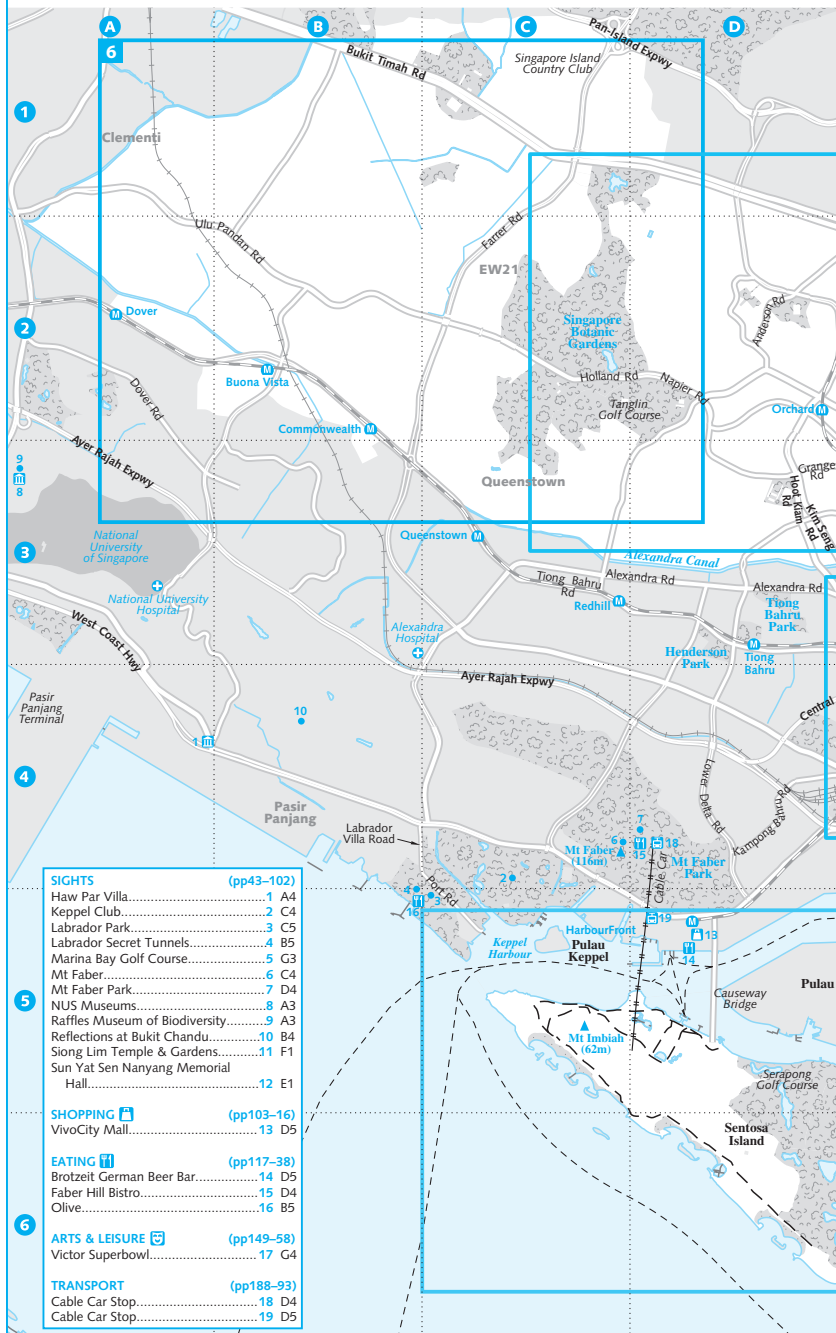 A
B
C
D
6
Pan-Island Expwy
Bukit Timah Rd
Singapore Island
Country Club
1
Clementi
Ulu Pandan Rd
Farrer Rd
EW21
Anderson Rd
Dover
2
Singapore
Botanic
Gardens
Buona Vista
Holland Rd
Napier Rd
Dover Rd
Tanglin
Golf Course
Orchard
Commonwealth
Ayer Rajah Expwy
9
8
Queenstown
Grange
Rd
Hoot Kiam
Rd
Kim Seng
Rd
National
University
of Singapore
Queenstown
3
Alexandra Canal
Tiong Bahru
Rd
Alexandra Rd
Alexandra Rd
National University
Hospital
Redhill
Tiong
Bahru
Park
West Coast Hwy
Alexandra
Hospital
Henderson
Park
Tiong
Bahru
Ayer Rajah Expwy
Pasir
Panjang
Terminal
10
Central
1
4
Lower Delta Rd
Pasir
Panjang
Kampong Bahru Rd
Labrador
Villa Road
7
6
15
18
Mt Faber
(116m)
Mt Faber
Park
Cable Car
2
Port Rd
4
3
16
19
13
14
HarbourFront
Keppel
Harbour
Pulau
Keppel
Causeway
Bridge
Pulau
5
Mt Imbiah
(62m)
Serapong
Golf Course
Sentosa
Island
6
SIGHTS (pp43–102)
Haw Par Villa..........................1 A4
Keppel Club...........................2 C4
Labrador Park........................3 C5
Labrador Secret Tunnels.........4 B5
Marina Bay Golf Course..........5 G3
Mt Faber................................6 C4
Mt Faber Park........................7 D4
NUS Museums.......................8 A3
Raffles Museum of Biodiversity..9 A3
Reflections at Bukit Chandu....10 B4
Siong Lim Temple & Gardens...11 F1
Sun Yat Sen Nanyang Memorial
Hall.....................................12 E1
SHOPPING (pp103–16)
VivoCity Mall........................13 D5
EATING (pp117–38)
Brotzeit German Beer Bar.......14 D5
Faber Hill Bistro....................15 D4
Olive...................................16 B5
ARTS & LEISURE (pp149–58)
Victor Superbowl..................17 G4
TRANSPORT (pp188–93)
Cable Car Stop.....................18 D4
Cable Car Stop.....................19 D5